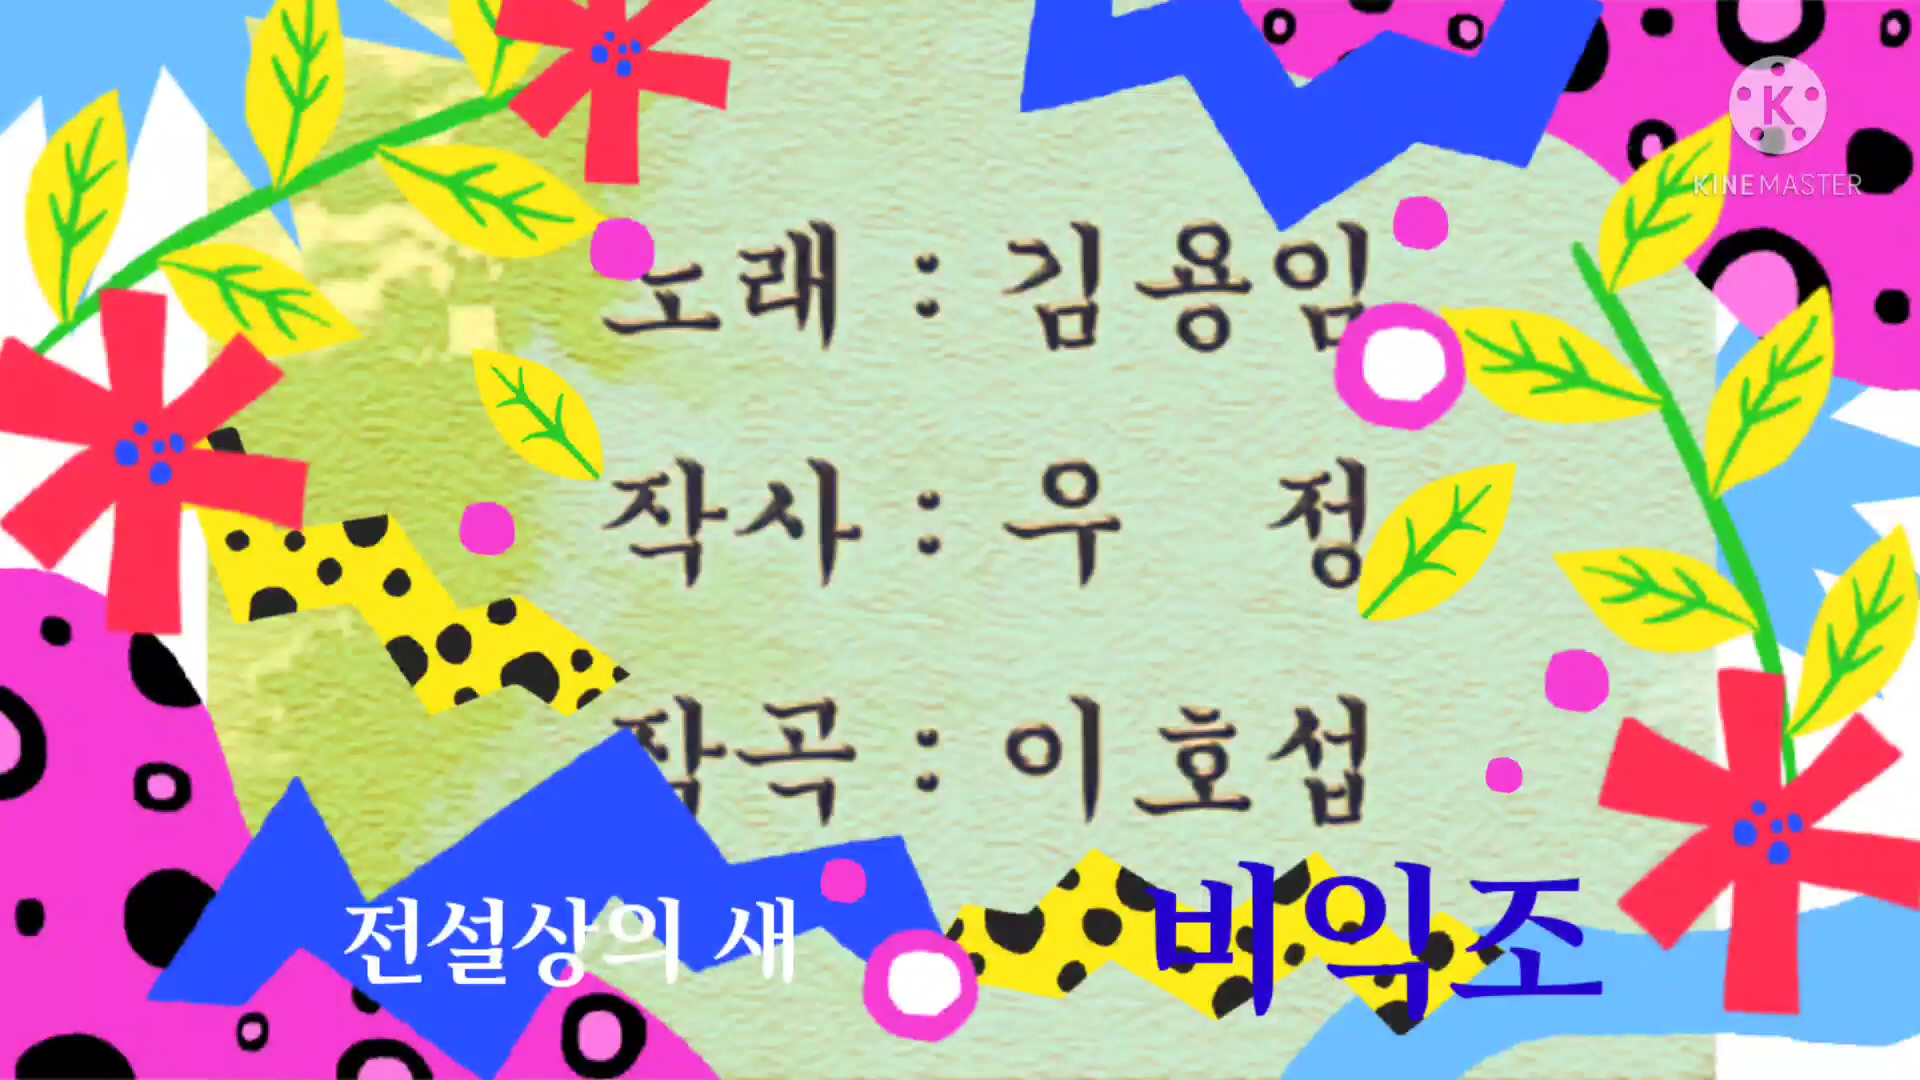 KINEMASTER
노래 : 김용임
작사 : 우 정
작곡 : 이호섭
전설상의 새 비익조